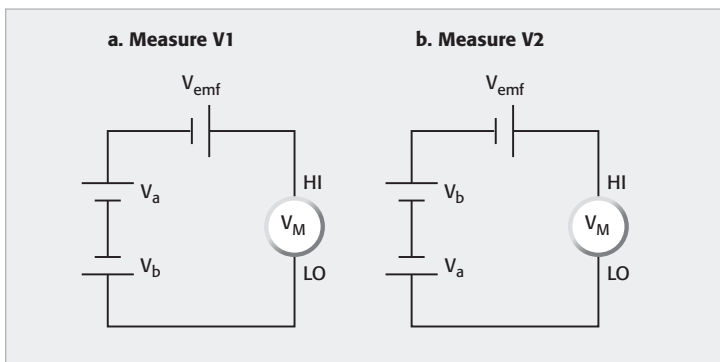 a. Measure V1
b. Measure V2
Vemf
Vemf
Va
HI
VM
Vb
LO
Vb
HI
VM
Va
LO